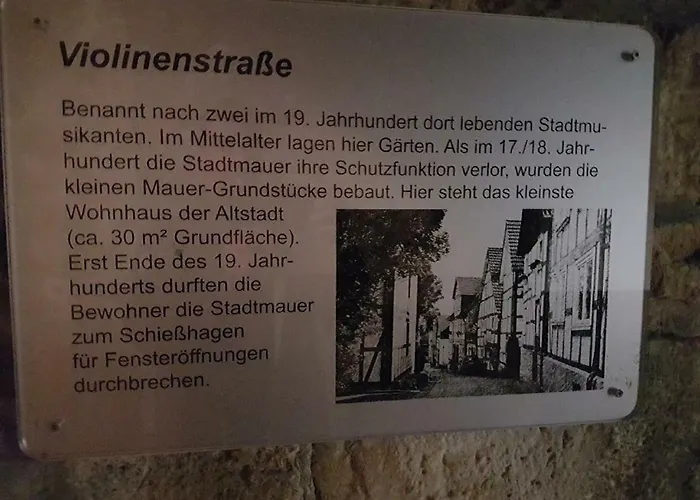 Violinenstraße
Benannt nach zwei im 19. Jahrhundert dort lebenden Stadtmu-
sikanten. Im Mittelalter lagen hier Gärten. Als im 17./18. Jahr-
hundert die Stadtmauer ihre Schutzfunktion verlor, wurden die
kleinen Mauer-Grundstücke bebaut. Hier steht das kleinste
Wohnhaus der Altstadt
(ca. 30 m² Grundfläche).
Erst Ende des 19. Jahr-
hunderts durften die
Bewohner die Stadtmauer
zum Schießhagen
für Fensteröffnungen
durchbrechen.